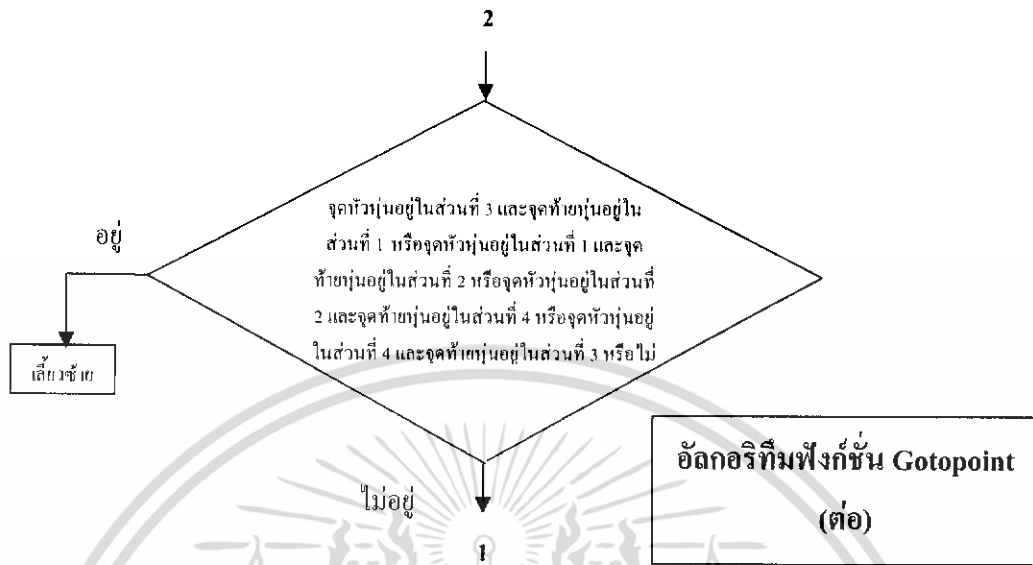 2
จุดหัวหุ่นอยู่ในส่วนที่ 3 และจุดท้ายหุ่นอยู่ใน
ส่วนที่ 1 หรือจุดหัวหุ่นอยู่ในส่วนที่ 1 และจุด
ท้ายหุ่นอยู่ในส่วนที่ 2 หรือจุดหัวหุ่นอยู่ในส่วนที่
2 และจุดท้ายหุ่นอยู่ในส่วนที่ 4 หรือจุดหัวหุ่นอยู่
ในส่วนที่ 4 และจุดท้ายหุ่นอยู่ในส่วนที่ 3 หรือไม่
อยู่
เลี้ยวซ้าย
ไม่อยู่
1
อัลกอริทึมฟังก์ชั่น Gotopoint
(ต่อ)